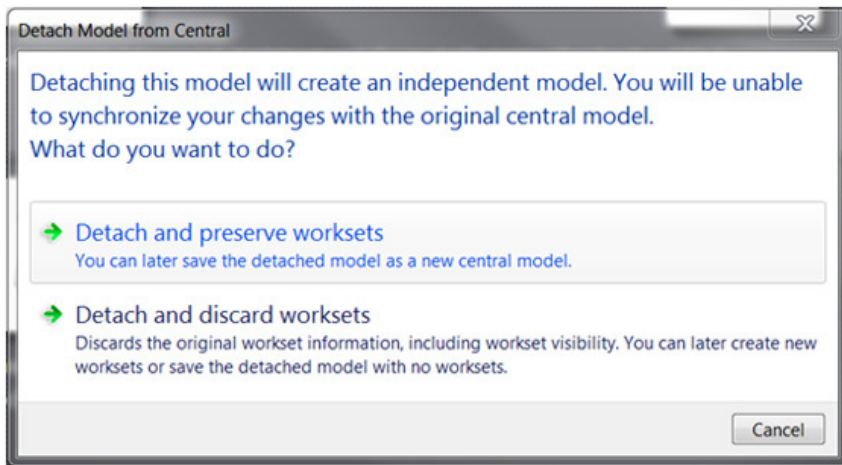 Detach Model from Central
Detaching this model will create an independent model. You will be unable
to synchronize your changes with the original central model.
What do you want to do?
Detach and preserve worksets
You can later save the detached model as a new central model.
Detach and discard worksets
Discards the original workset information, including workset visibility. You can later create new
worksets or save the detached model with no worksets.
Cancel